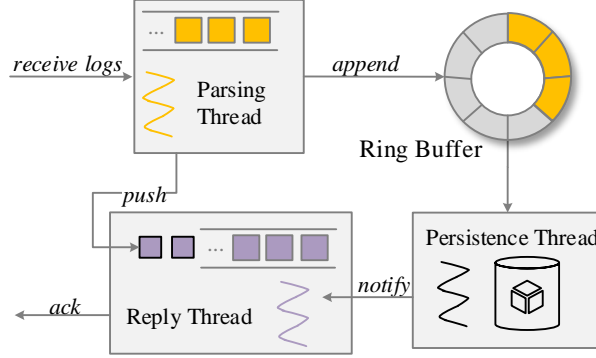 ...
receive logs
Parsing
Thread
append
Ring Buffer
push
...
Persistence Thread
notify
Reply Thread
ack